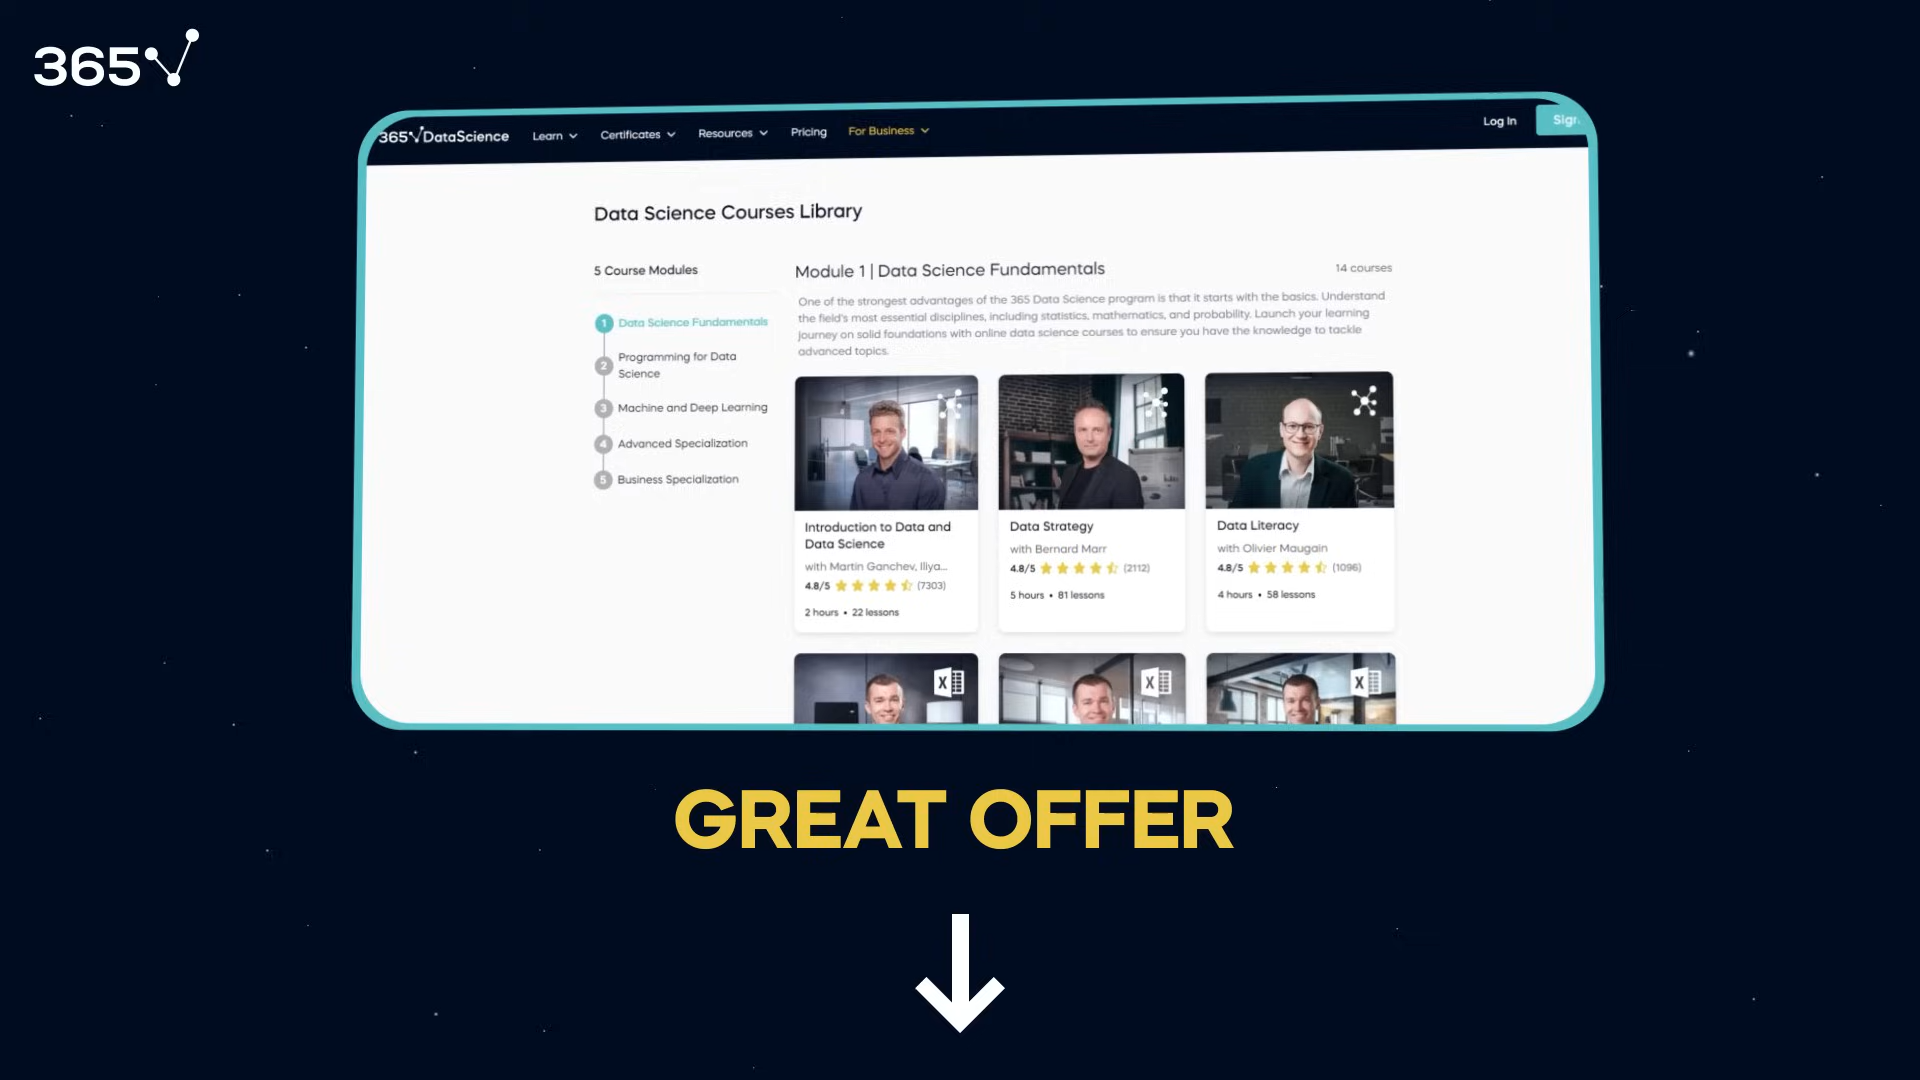 365
365 DataScience
Learn
Certificates
Resources
Pricing
For Business
Log In
Sign
Data Science Courses Library
5 Course Modules
1 Data Science Fundamentals
2 Programming for Data
Science
3 Machine and Deep Learning
4 Advanced Specialization
5 Business Specialization
Module 1 | Data Science Fundamentals
14 courses
One of the strongest advantages of the 365 Data Science program is that it starts with the basics. Understand
the field's most essential disciplines, including statistics, mathematics, and probability. Launch your learning
journey on solid foundations with online data science courses to ensure you have the knowledge to tackle
advanced topics.
Introduction to Data and
Data Science
with Martin Ganchev, Iliya...
4.8/5 (7303)
2 hours • 22 lessons
Data Strategy
with Bernard Marr
4.8/5 (2112)
5 hours • 81 lessons
Data Literacy
with Olivier Maugain
4.8/5 (1096)
4 hours • 58 lessons
X
X
X
GREAT OFFER